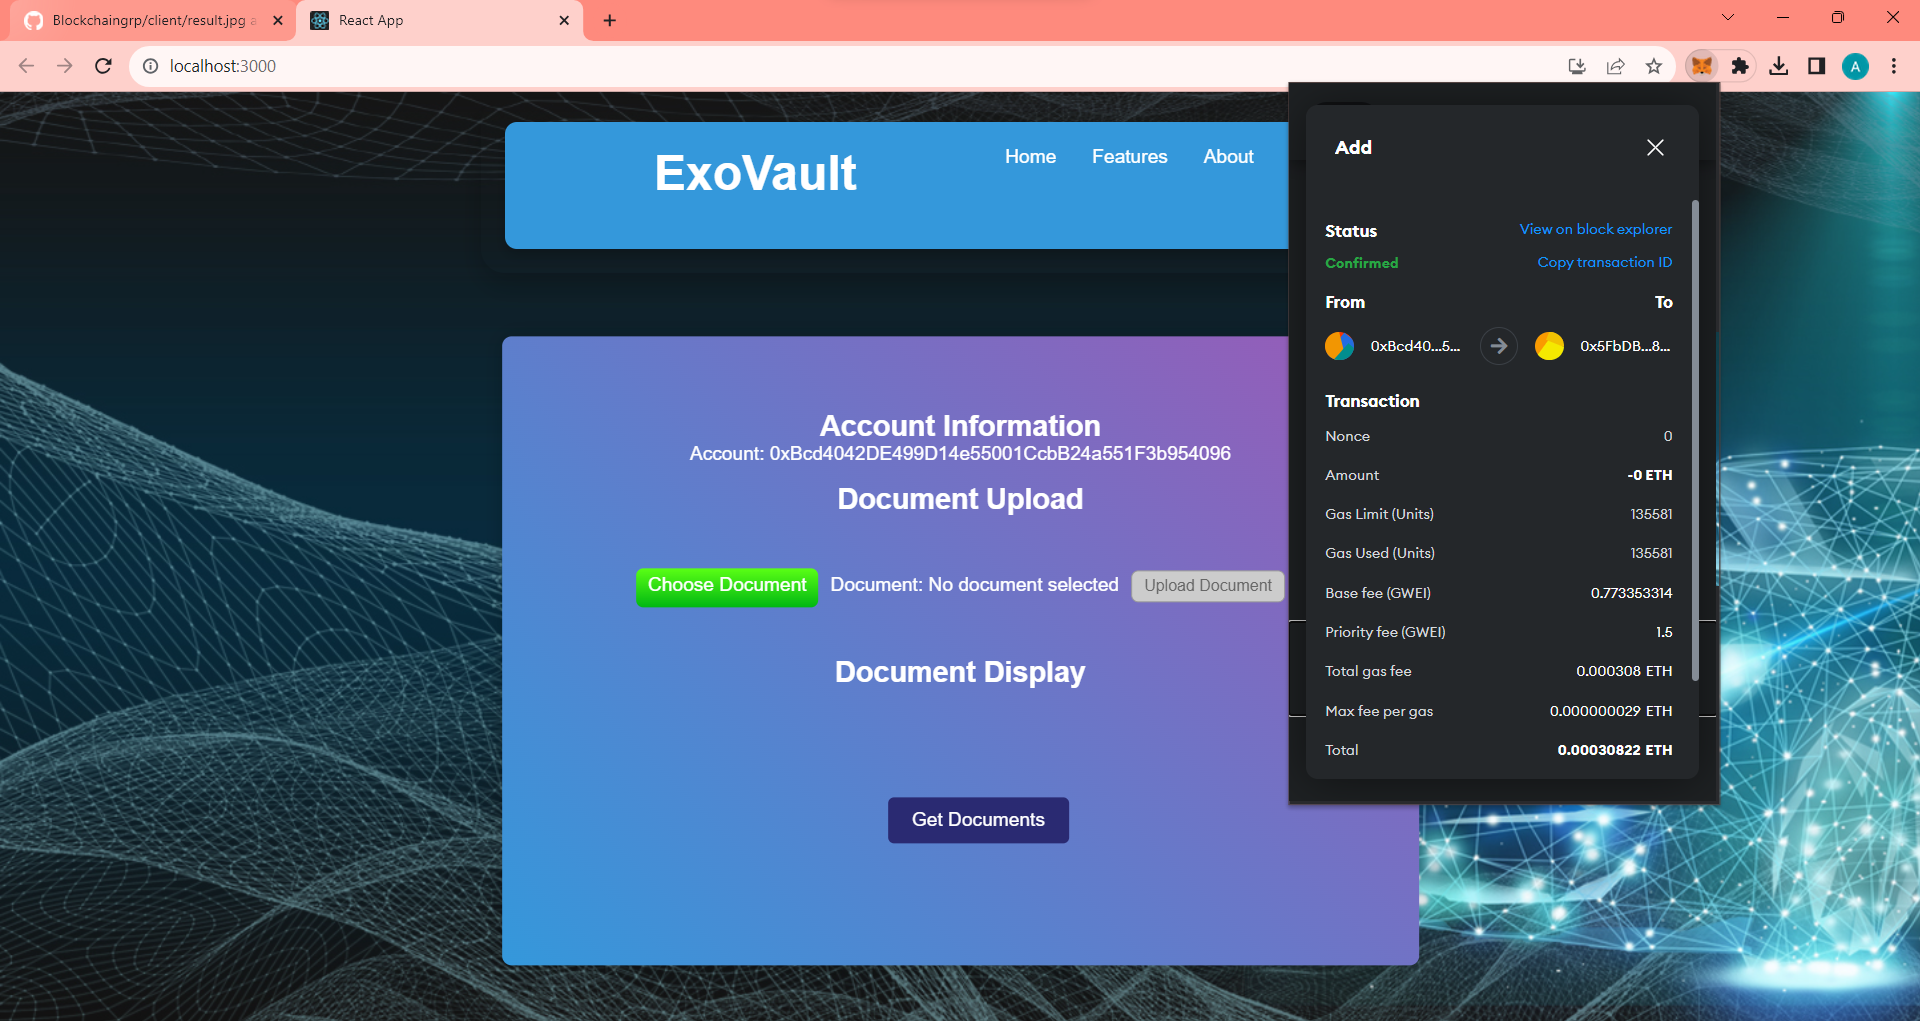 Blockchaingrp/client/result.jpg a
React App
localhost:3000
A
ExoVault
Home
Features
About
Account Information
Account: 0xBcd4042DE499D14e55001CcbB24a551F3b954096
Document Upload
Choose Document
Document: No document selected
Upload Document
Document Display
Get Documents
Add
Status
View on block explorer
Confirmed
Copy transaction ID
From
To
0xBcd40...5...
0x5FbDB...8...
Transaction
Nonce
0
Amount
-0 ETH
Gas Limit (Units)
135581
Gas Used (Units)
135581
Base fee (GWEI)
0.773353314
Priority fee (GWEI)
1.5
Total gas fee
0.000308 ETH
Max fee per gas
0.000000029 ETH
Total
0.00030822 ETH